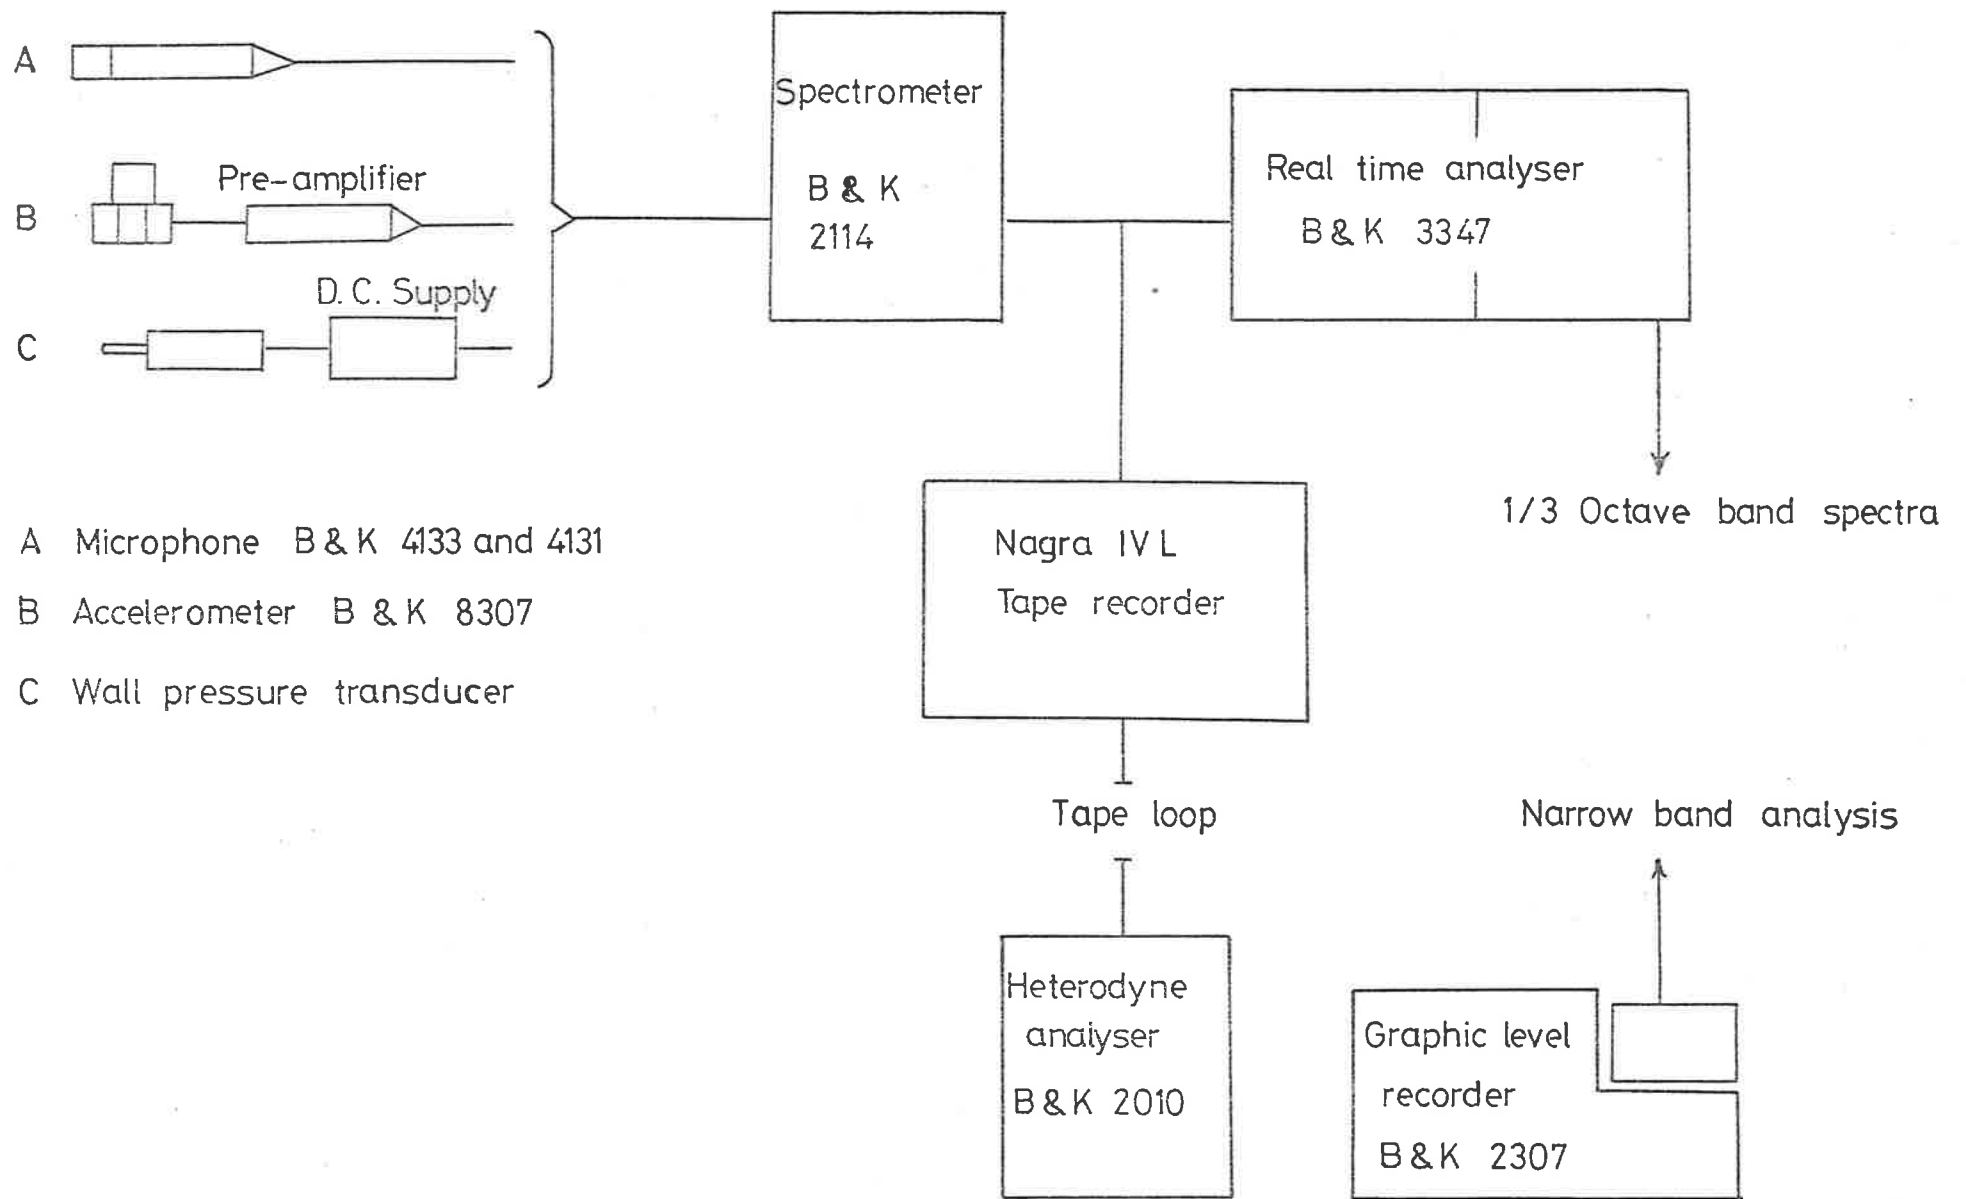 A
Pre-amplifier
B
D.C. Supply
C
Spectrometer
B & K
2114
Real time analyser
B & K 3347
1/3 Octave band spectra
A Microphone B & K 4133 and 4131
B Accelerometer B & K 8307
C Wall pressure transducer
Nagra IV L
Tape recorder
Tape loop
Narrow band analysis
Heterodyne
analyser
B & K 2010
Graphic level
recorder
B & K 2307